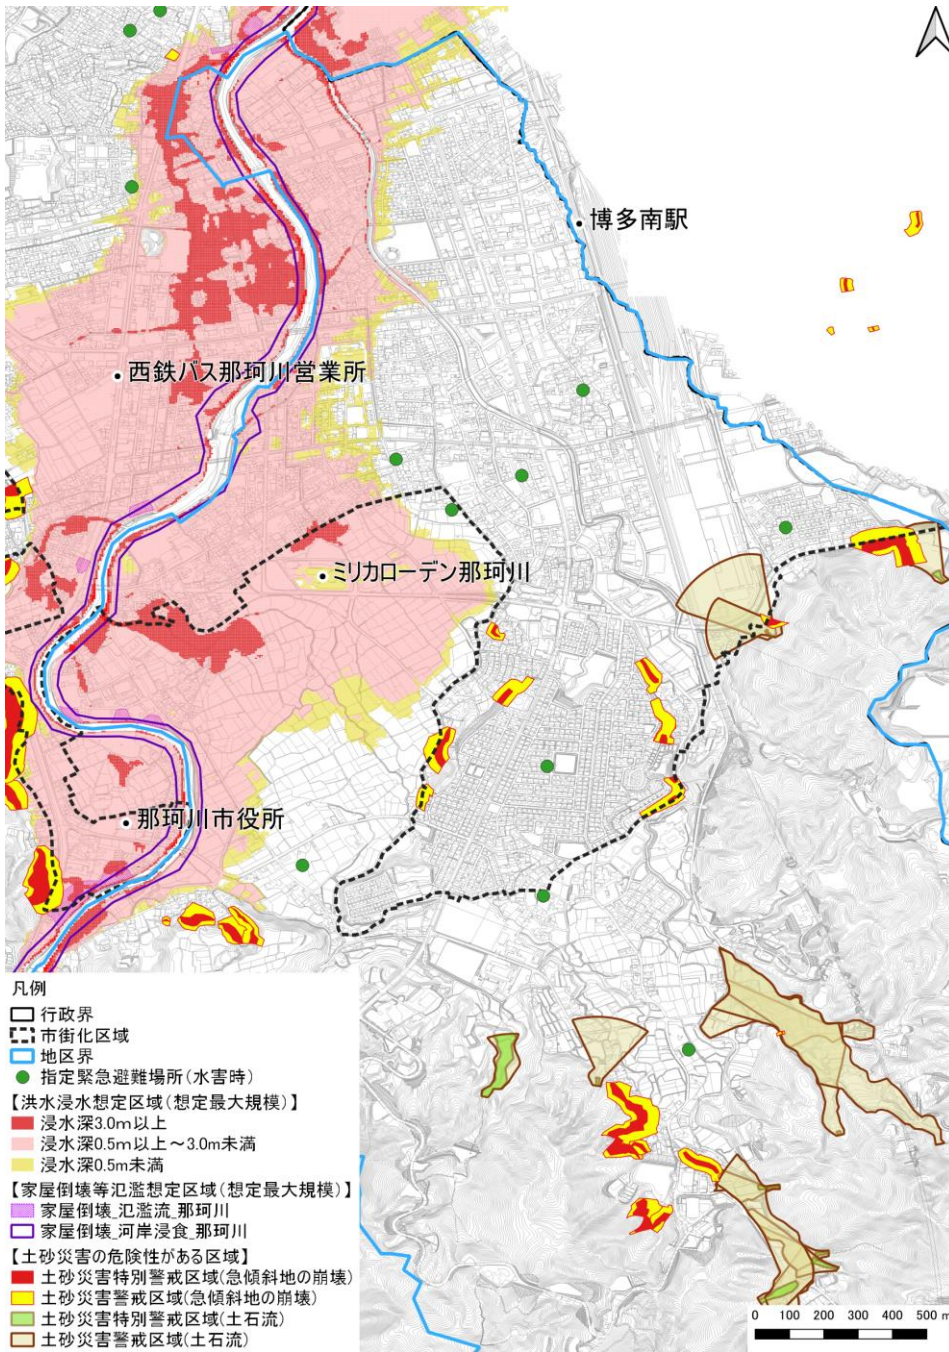 博多南駅
西鉄バス那珂川営業所
ミリカローデン那珂川
那珂川市役所
凡例
行政界
市街化区域
地区界
指定緊急避難場所(水害時)
【洪水浸水想定区域(想定最大規模)】
浸水深3.0m以上
浸水深0.5m以上～3.0m未満
浸水深0.5m未満
【家屋倒壊等氾濫想定区域(想定最大規模)】
家屋倒壊_氾濫流_那珂川
家屋倒壊_河岸浸食_那珂川
【土砂災害の危険性がある区域】
土砂災害特別警戒区域(急傾斜地の崩壊)
土砂災害警戒区域(急傾斜地の崩壊)
土砂災害特別警戒区域(土石流)
土砂災害警戒区域(土石流)
0 100 200 300 400 500 m